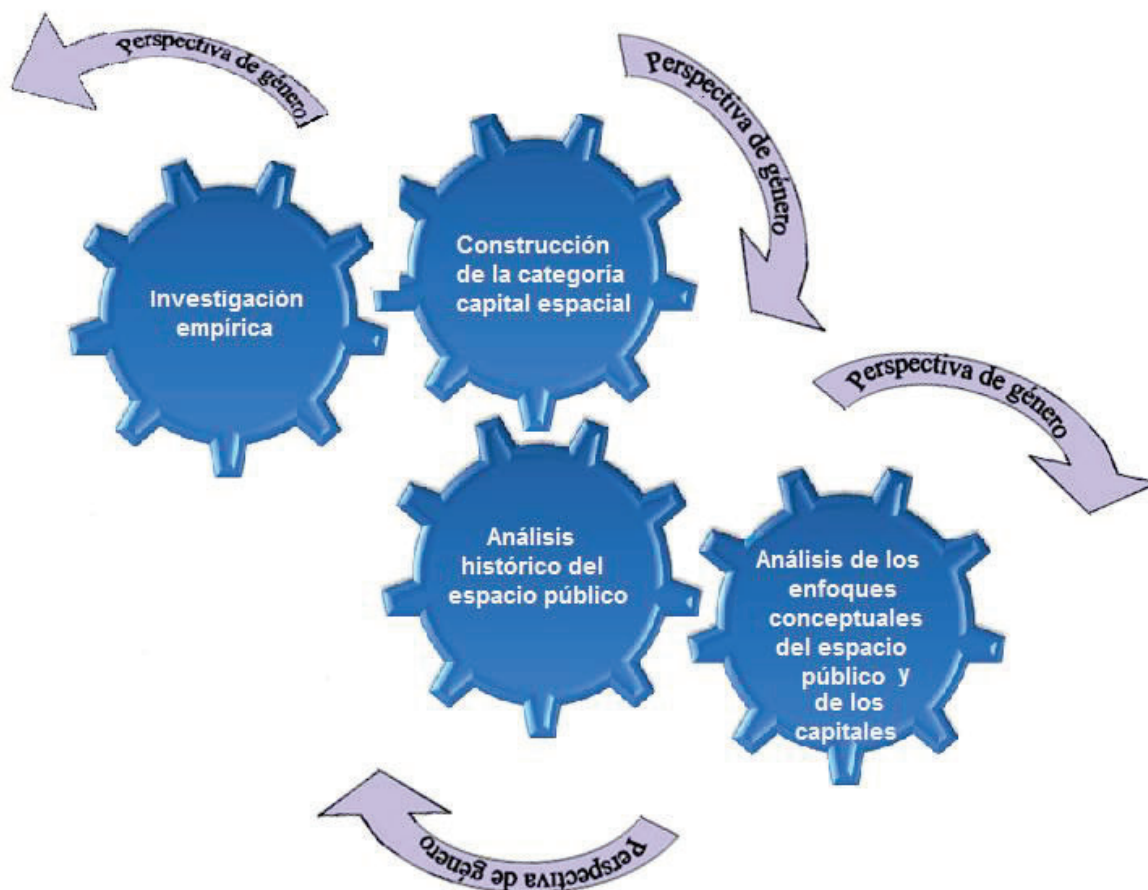 Perspectiva de género
Perspectiva de género
Investigación
empírica
Construcción
de la categoría
capital espacial
Perspectiva de género
Análisis
histórico del
espacio público
Análisis de los
enfoques
conceptuales
del espacio
público y
de los
capitales
Perspectiva de género